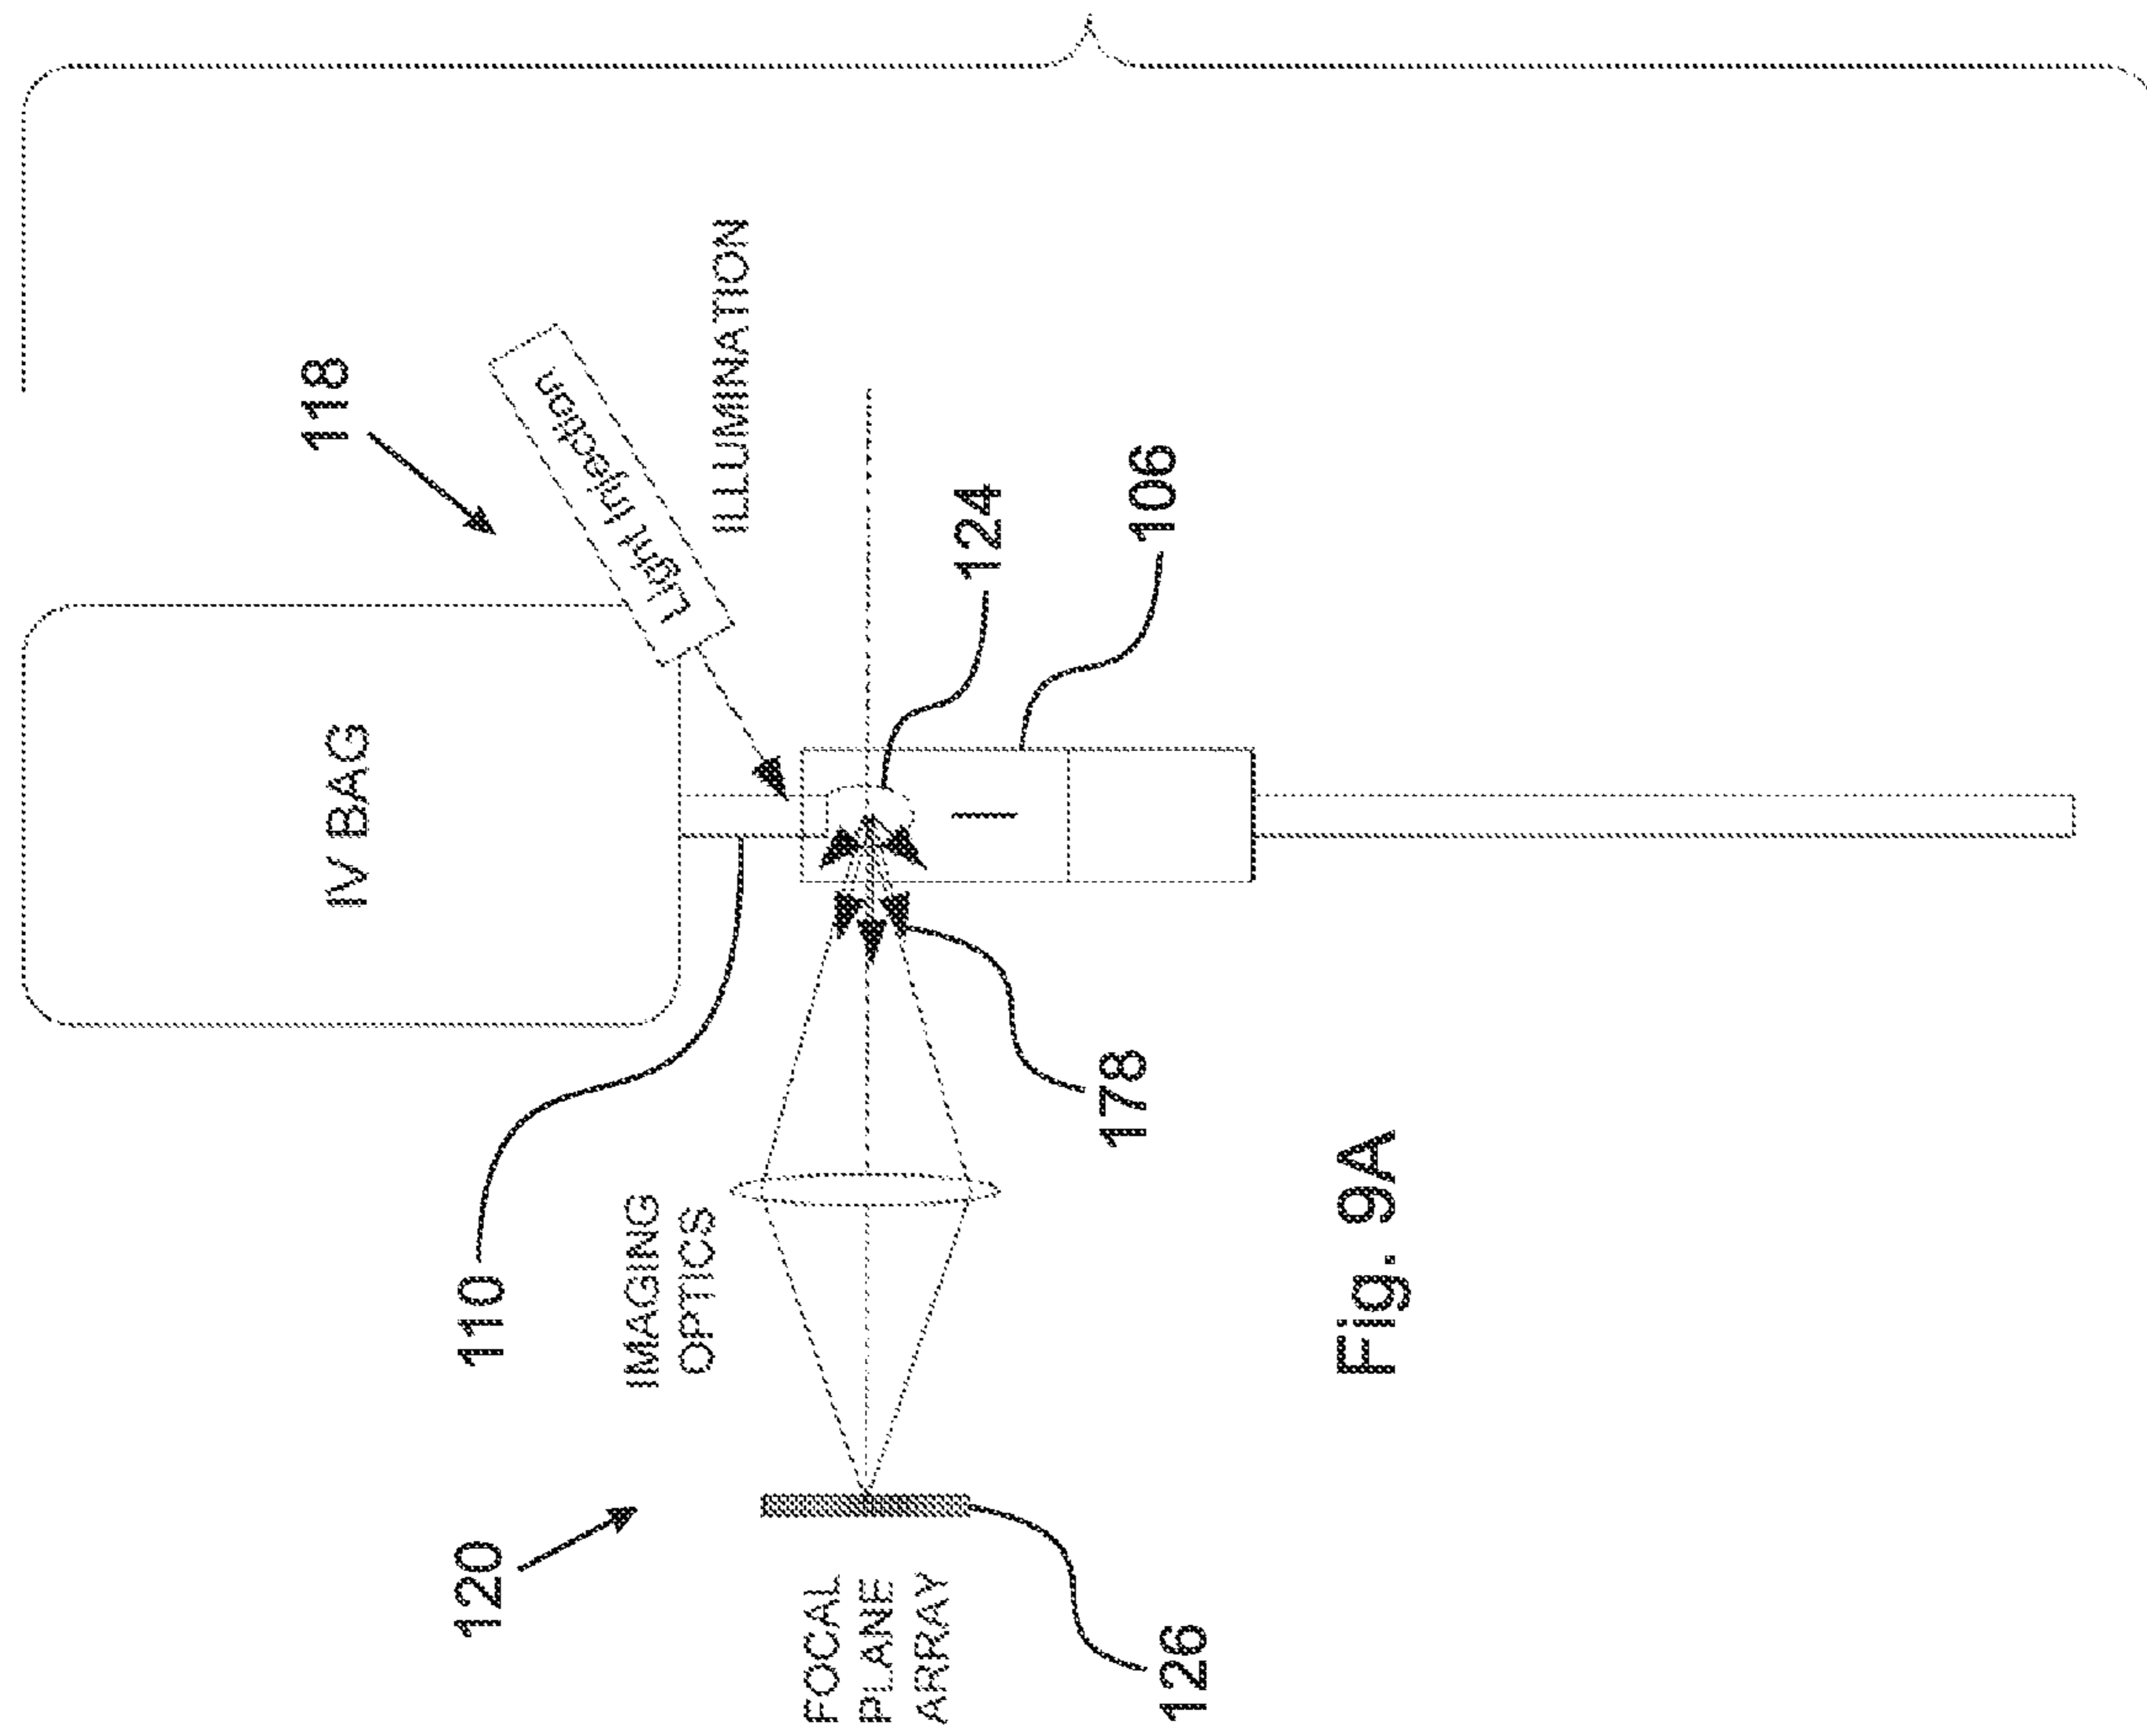 118
IV BAG
120
110
Light Injection
IMAGING
OPTICS
ILLUMINATION
FOCAL
PLANE
ARRAY
124
178
106
126
Fig. 9A